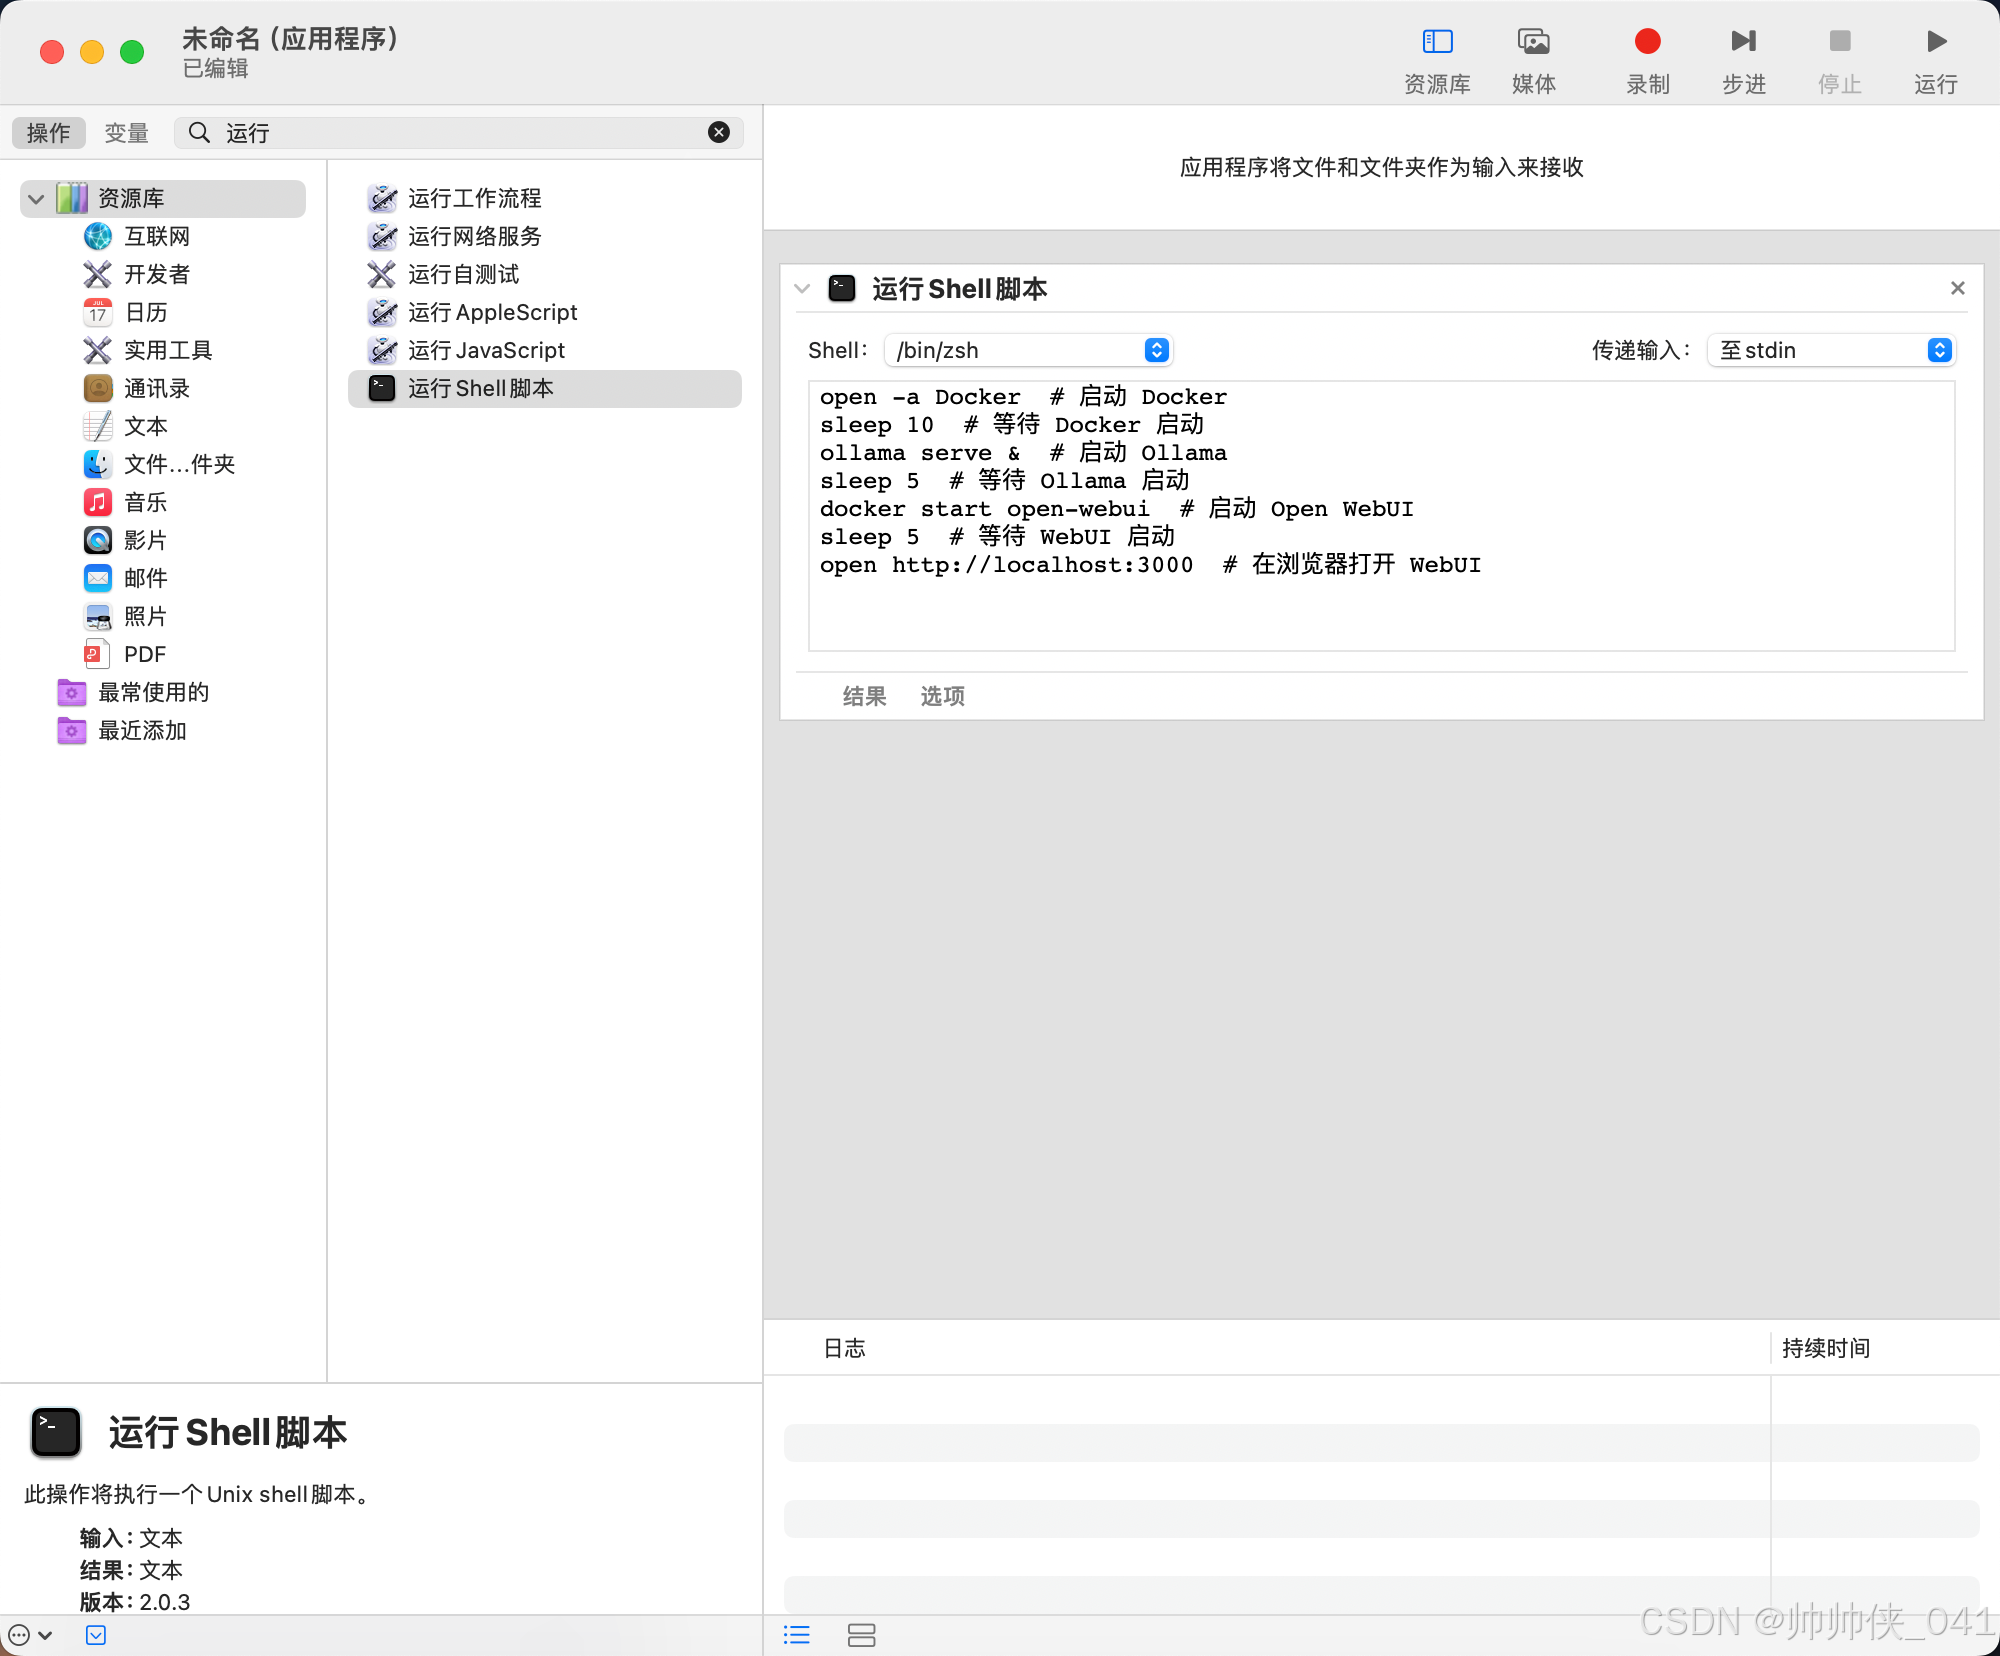 未命名（应用程序）
已编辑
资源库
媒体
录制
步进
停止
运行
操作
变量
运行
应用程序将文件和文件夹作为输入来接收
资源库
互联网
开发者
JUL
17
日历
实用工具
通讯录
文本
文件...件夹
音乐
影片
邮件
照片
PDF
最常使用的
最近添加
运行工作流程
运行网络服务
运行自测试
运行 AppleScript
运行 JavaScript
运行 Shell 脚本
运行 Shell 脚本
Shell： /bin/zsh
传递输入： 至 stdin
open -a Docker  # 启动 Docker
sleep 10  # 等待 Docker 启动
ollama serve &  # 启动 Ollama
sleep 5  # 等待 Ollama 启动
docker start open-webui  # 启动 Open WebUI
sleep 5  # 等待 WebUI 启动
open http://localhost:3000  # 在浏览器打开 WebUI
结果
选项
日志
持续时间
运行 Shell 脚本
此操作将执行一个 Unix shell 脚本。
输入：文本
结果：文本
版本：2.0.3
CSDN @帅帅侠_041